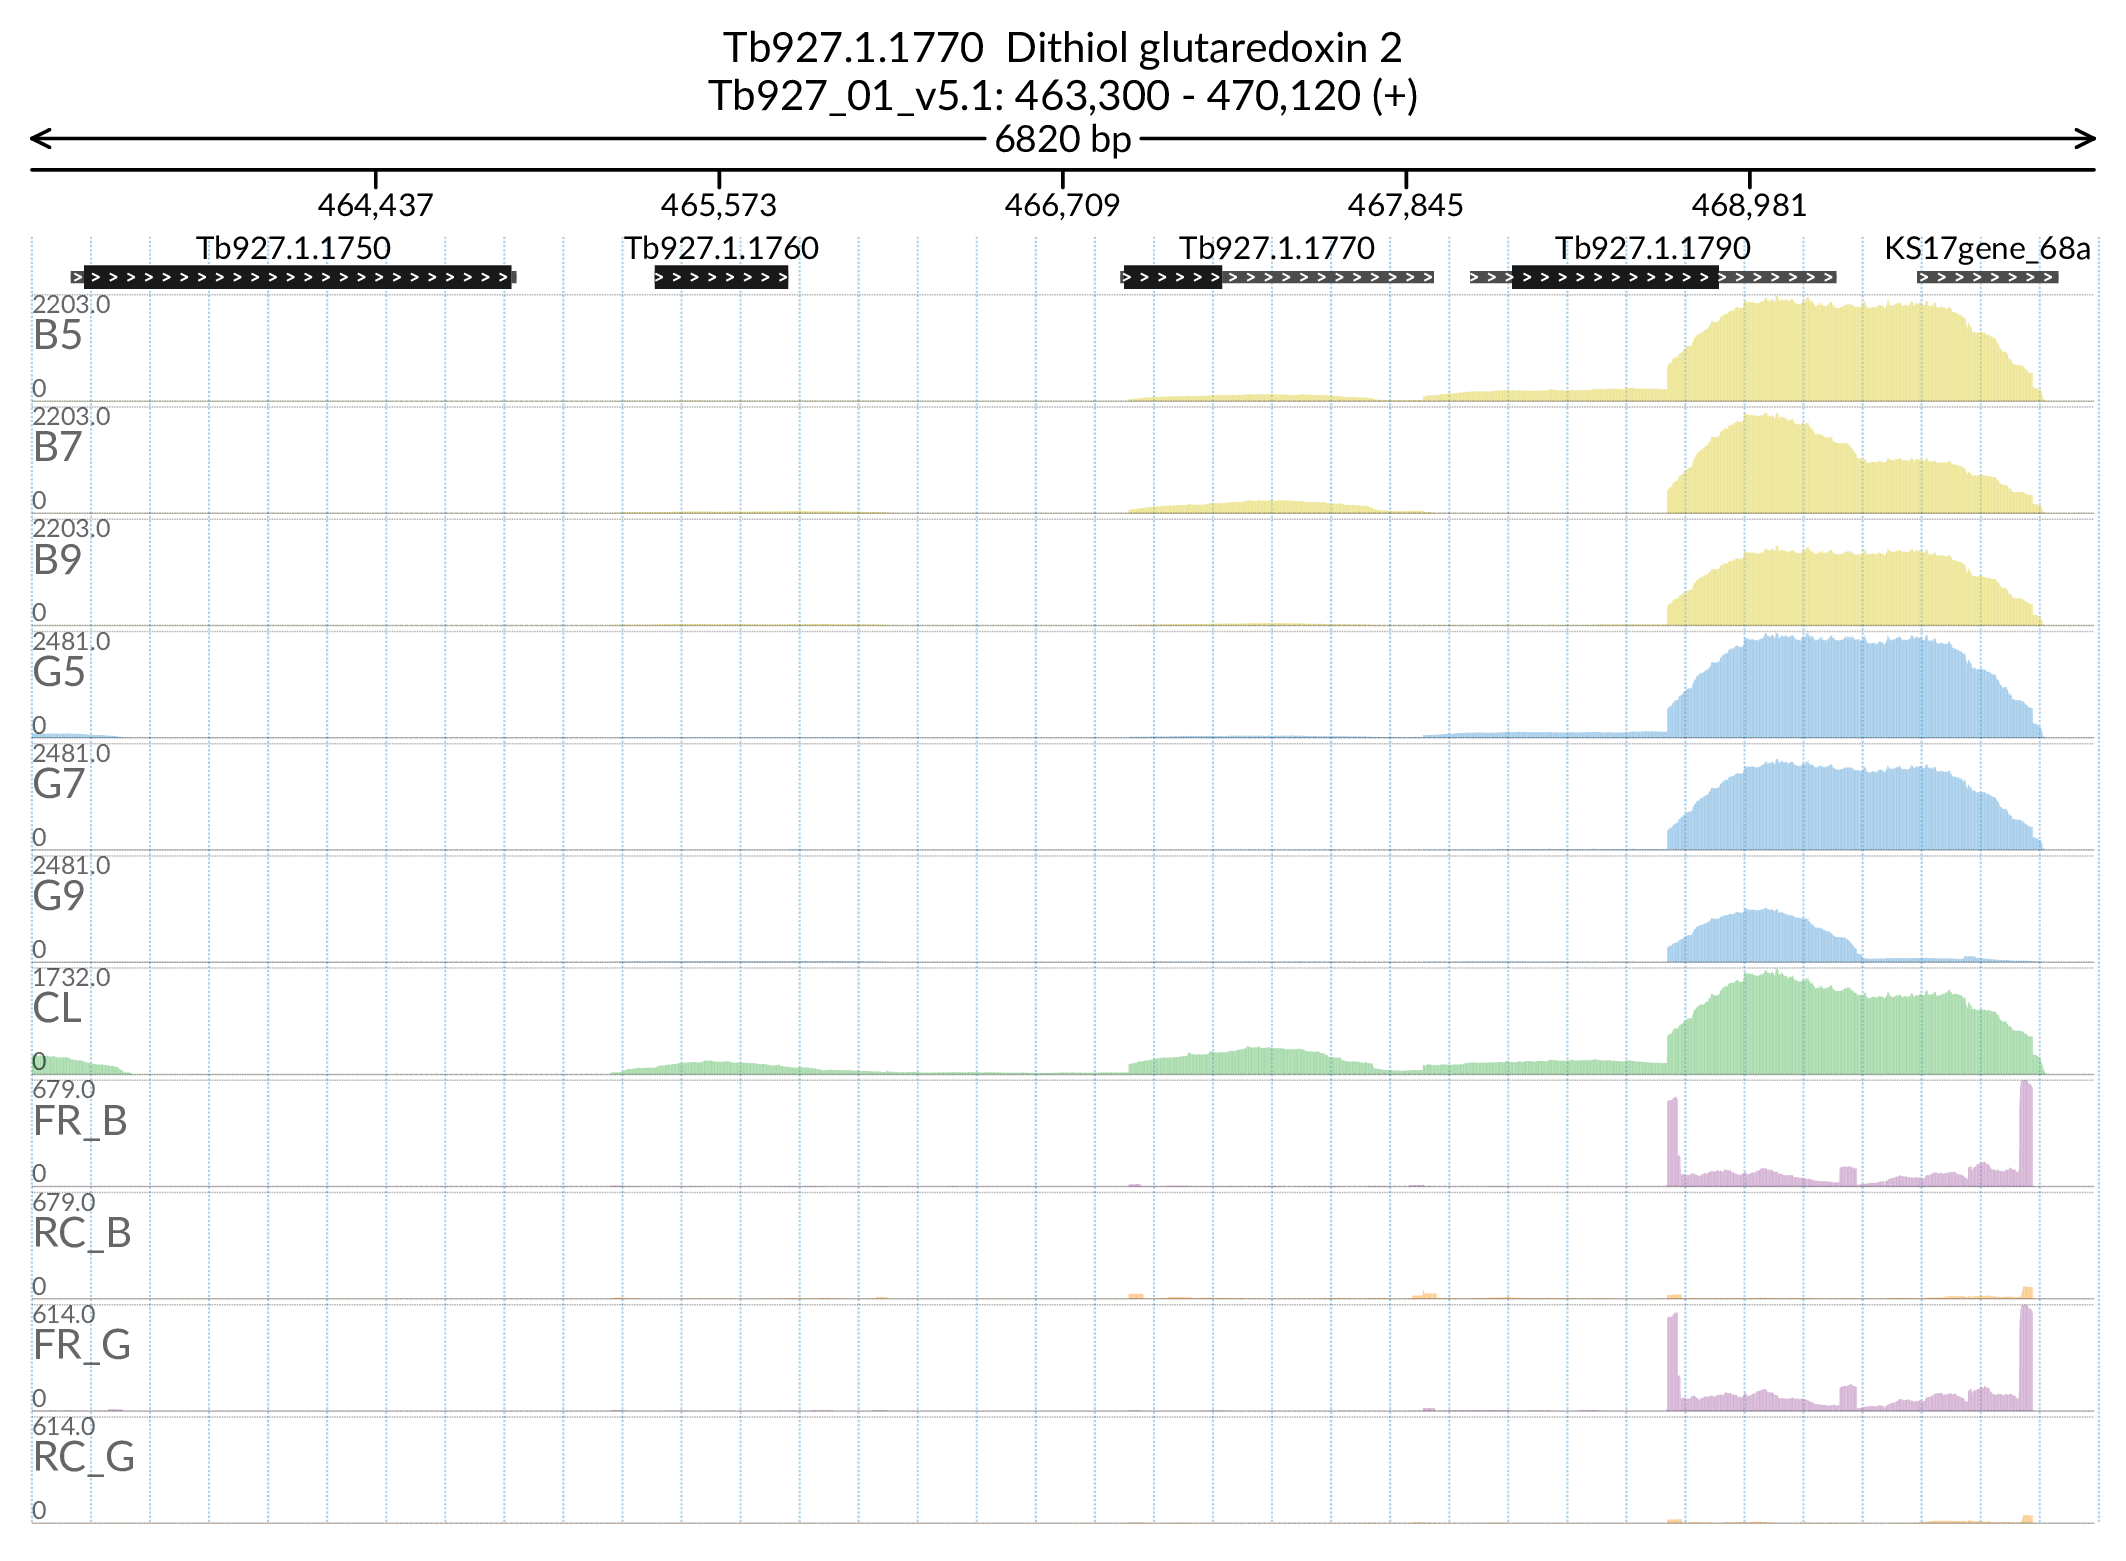 Tb927.1.1770 Dithiol glutaredoxin 2
Tb927_01_v5.1: 463,300 - 470,120 (+)
6820 bp
464,437 465,573 466,709 467,845 468,981
Tb927.1.1750 Tb927.1.1760 Tb927.1.1770 Tb927.1.1790 KS17gene_68a
2203.0
B5
0
2203.0
B7
0
2203.0
B9
0
2481.0
G5
0
2481.0
G7
0
2481.0
G9
0
1732.0
CL
0
679.0
FR_B
0
679.0
RC_B
0
614.0
FR_G
0
614.0
RC_G
0